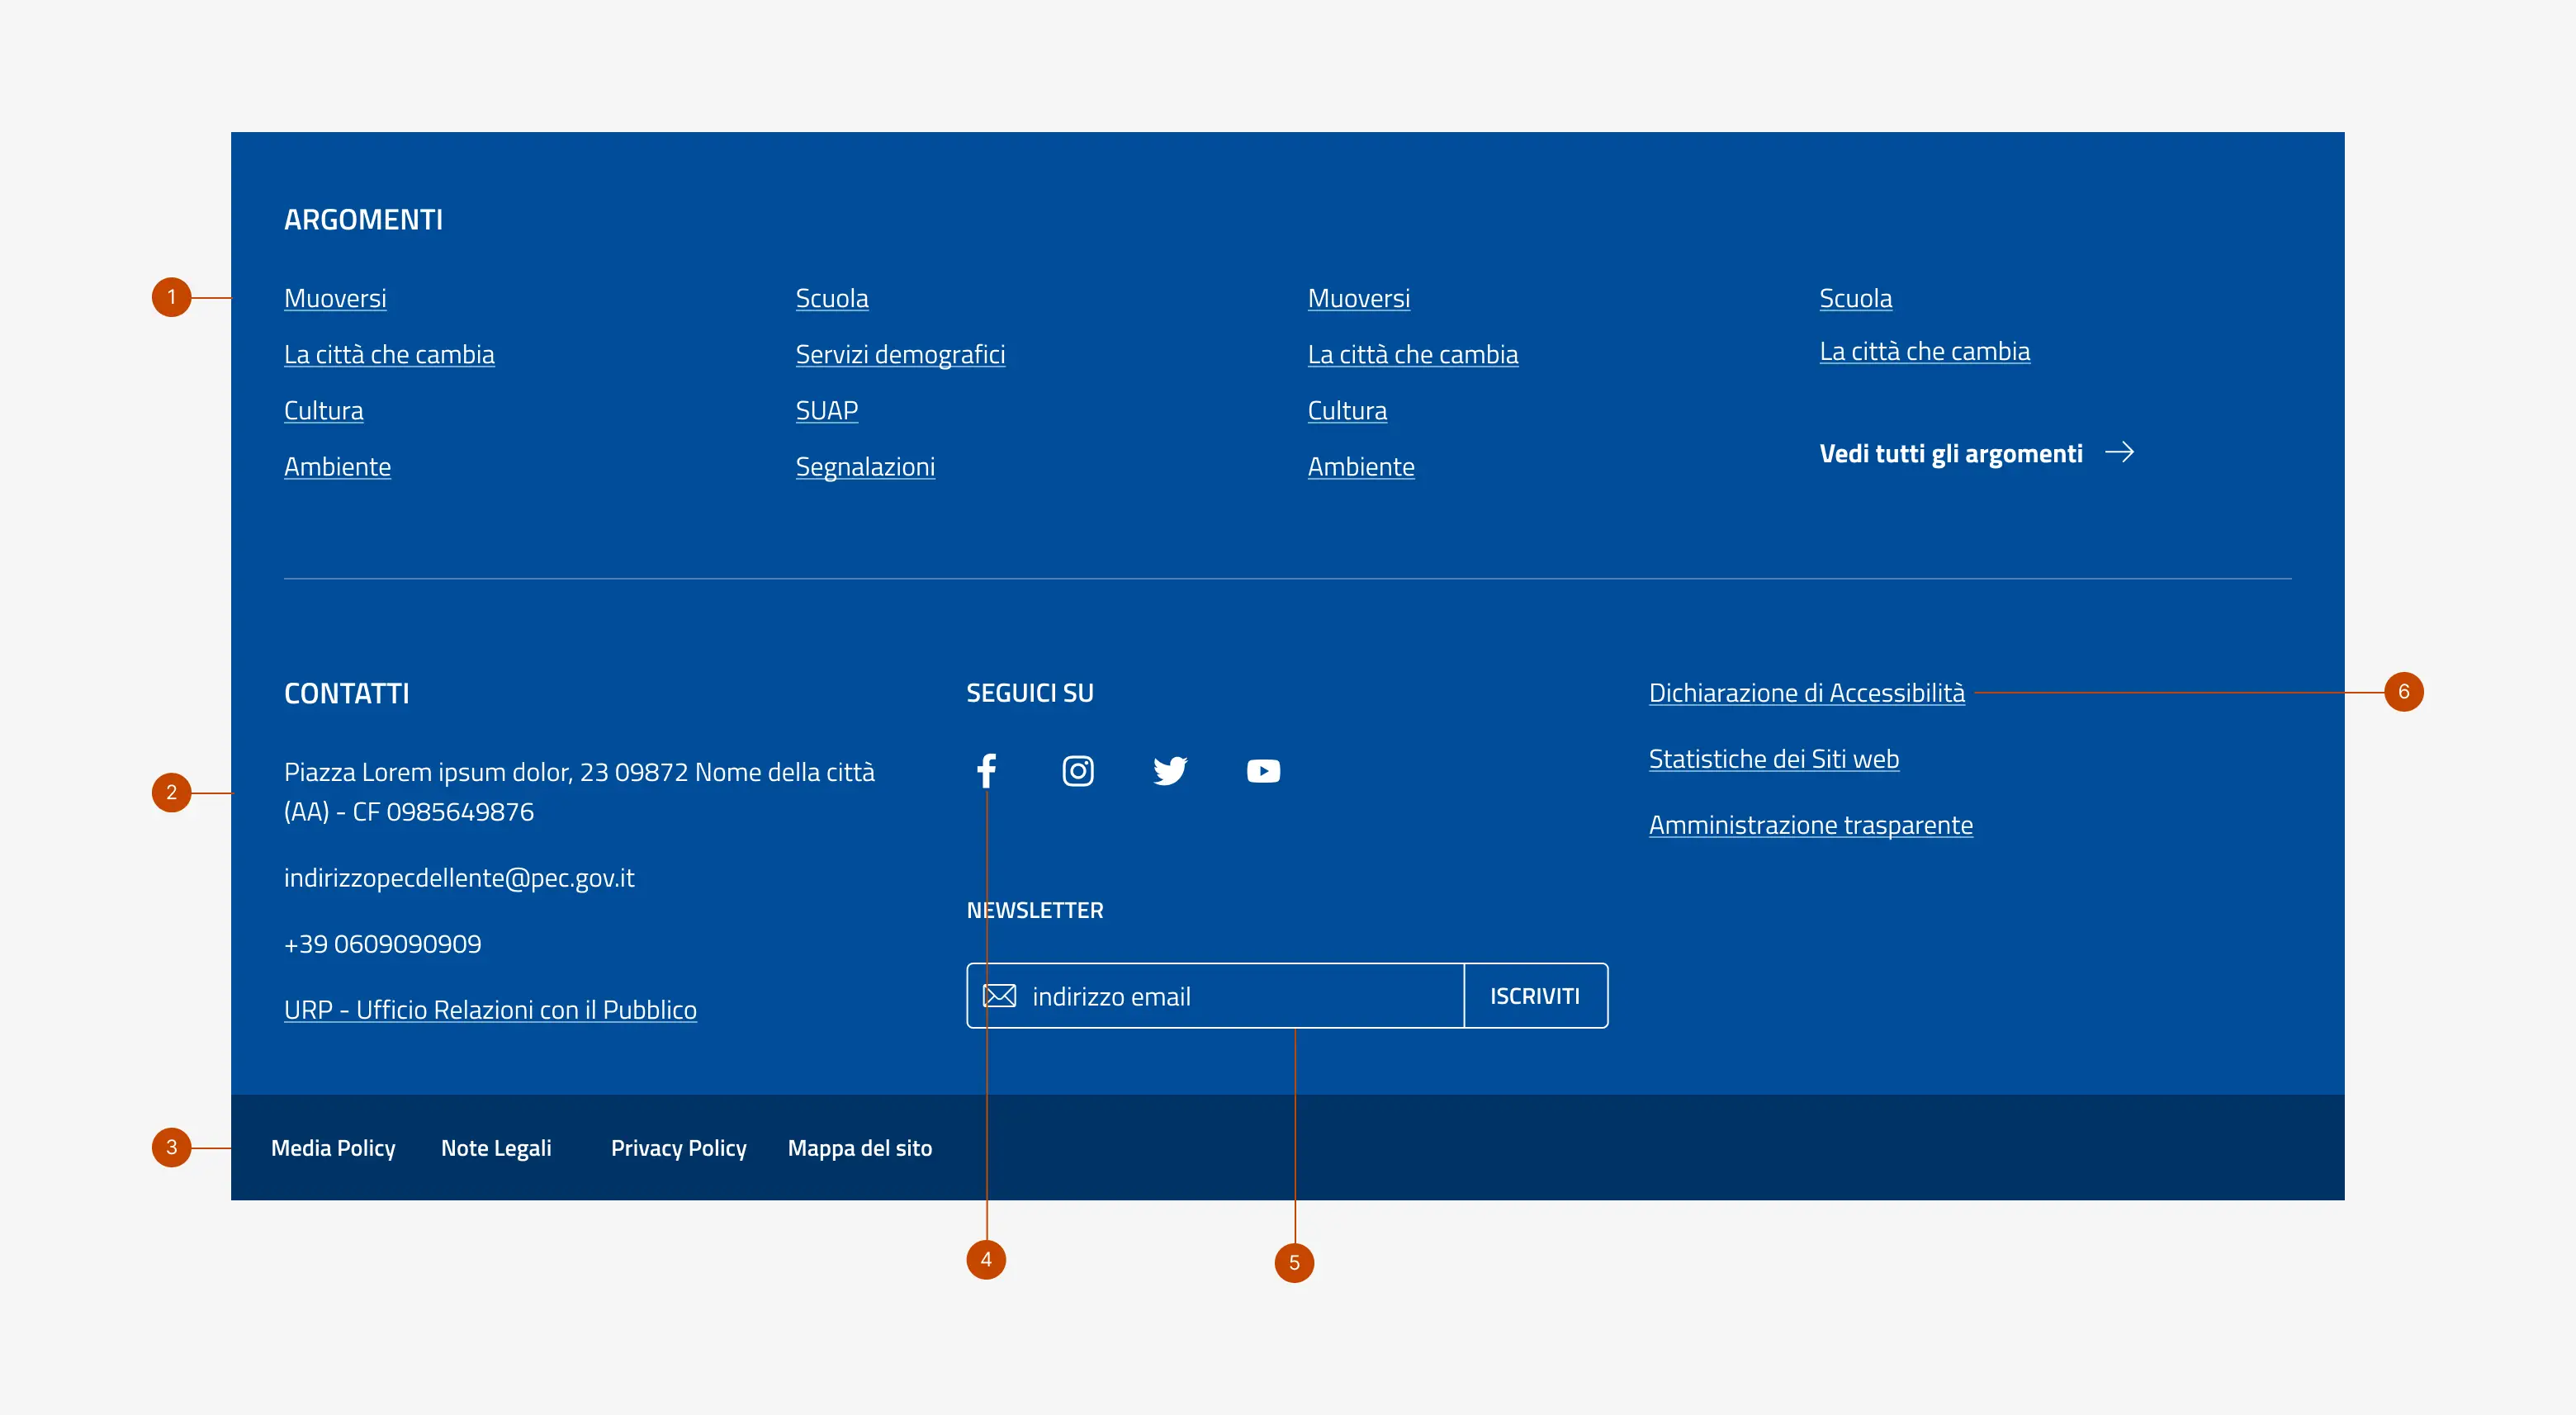 ARGOMENTI
1
Muoversi
La città che cambia
Cultura
Ambiente
Scuola
Servizi demografici
SUAP
Segnalazioni
Muoversi
La città che cambia
Cultura
Ambiente
Scuola
La città che cambia
Vedi tutti gli argomenti
CONTATTI
2
Piazza Lorem ipsum dolor, 23 09872 Nome della città
(AA) - CF 0985649876
indirizzopecdellente@pec.gov.it
+39 0609090909
URP - Ufficio Relazioni con il Pubblico
SEGUICI SU
NEWSLETTER
indirizzo email
ISCRIVITI
Dichiarazione di Accessibilità
6
Statistiche dei Siti web
Amministrazione trasparente
3
Media Policy
Note Legali
Privacy Policy
Mappa del sito
4
5